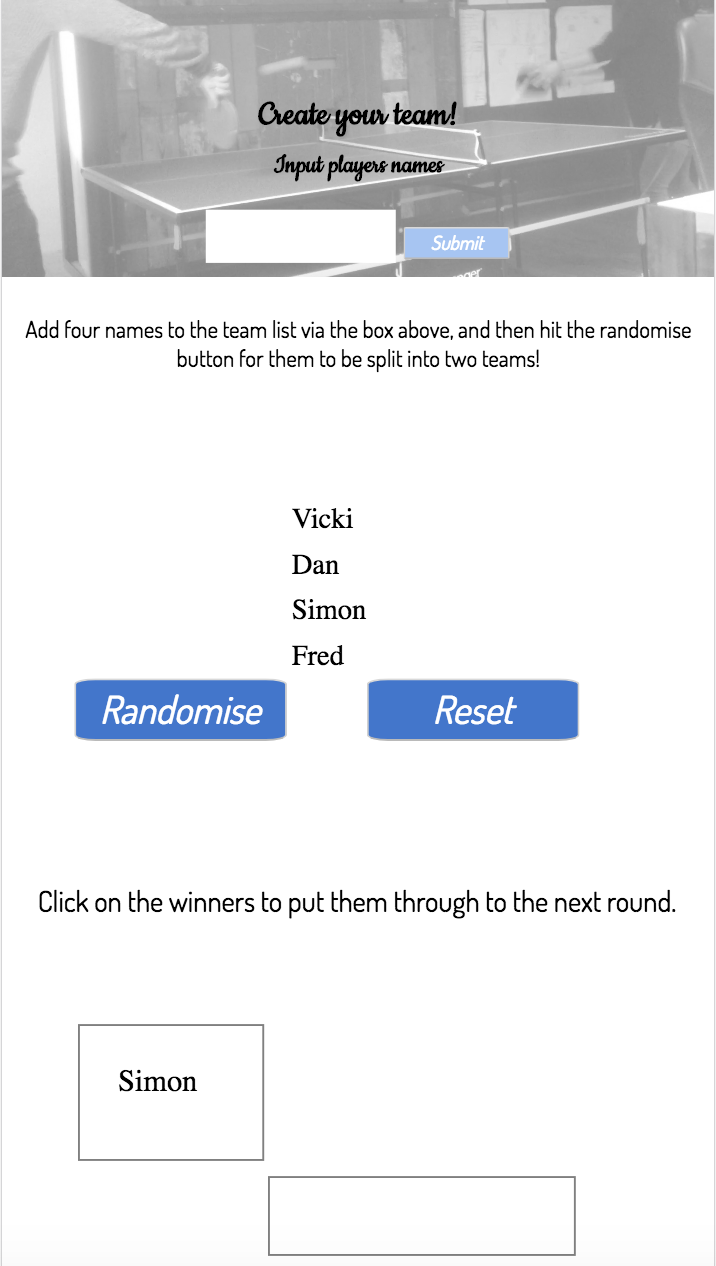 Create your team!
Input players names
Submit
Add four names to the team list via the box above, and then hit the randomise
button for them to be split into two teams!
Vicki
Dan
Simon
Fred
Randomise
Reset
Click on the winners to put them through to the next round.
Simon